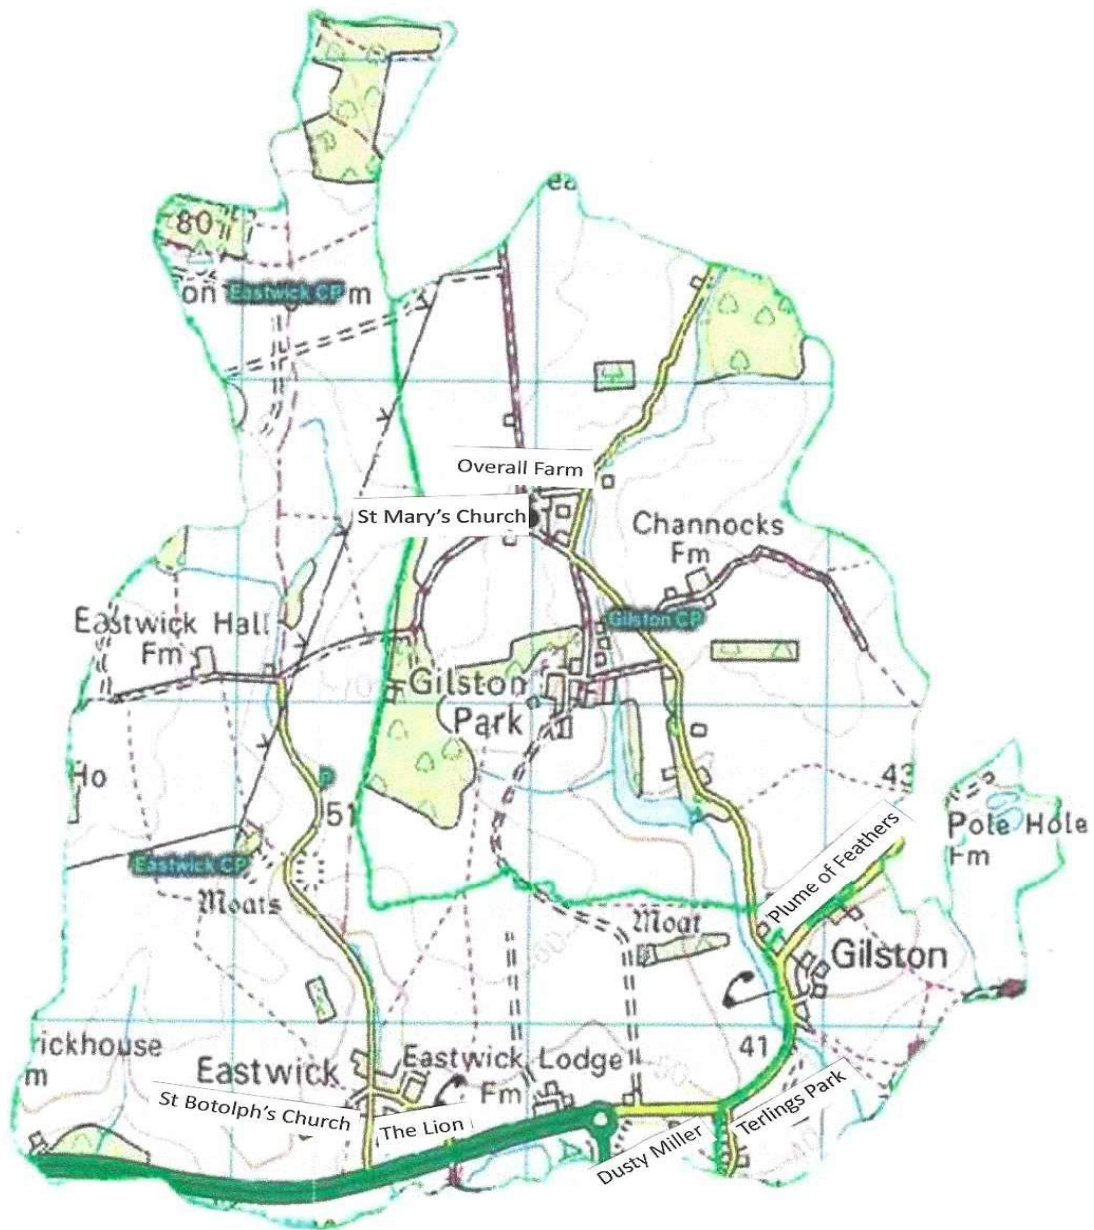 ea
80
on Eastwick CP m
Overall Farm
St Mary's Church
Channocks
Fm
Eastwick Hall
Fm
Gilston CP
Gilston
Park
Ho
P
51
43
Pole Hole
Fm
Eastwick CP
Moats
Plume of Feathers
Moat
Gilston
rickhouse
m
41
Eastwick
Eastwick Lodge
Fm
St Botolph's Church
The Lion
Dusty Miller
Terlings Park